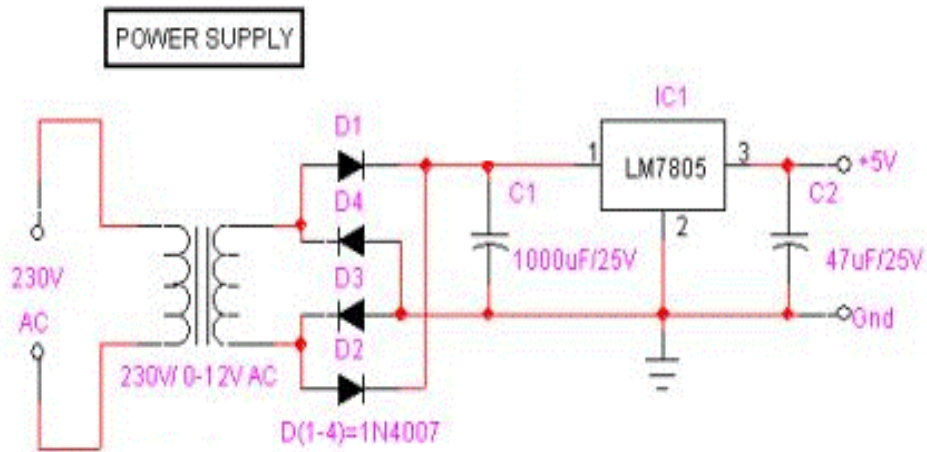 POWER SUPPLY
IC1
D1
1
LM7805
3
+5V
D4
C1
C2
2
230V
1000uF/25V
47uF/25V
D3
AC
Gnd
D2
230V/ 0-12V AC
D(1-4)=1N4007